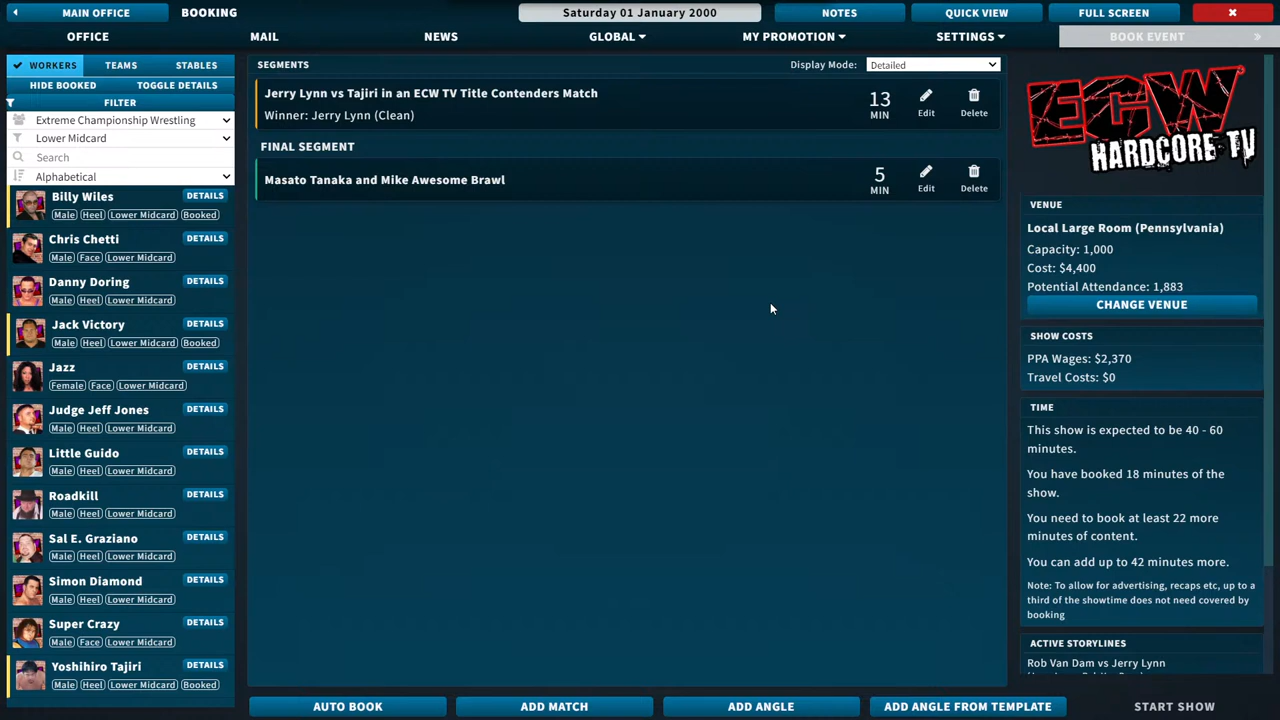 MAIN OFFICE
BOOKING
Saturday 01 January 2000
NOTES
QUICK VIEW
FULL SCREEN
OFFICE
MAIL
NEWS
GLOBAL
MY PROMOTION
SETTINGS
BOOK EVENT
WORKERS
TEAMS
STABLES
HIDE BOOKED
TOGGLE DETAILS
FILTER
Extreme Championship Wrestling
Lower Midcard
Search
Alphabetical
Billy Wiles
DETAILS
Male Heel Lower Midcard Booked
Chris Chetti
DETAILS
Male Face Lower Midcard
Danny Doring
DETAILS
Male Heel Lower Midcard
Jack Victory
DETAILS
Male Heel Lower Midcard Booked
Jazz
DETAILS
Female Face Lower Midcard
Judge Jeff Jones
DETAILS
Male Heel Lower Midcard
Little Guido
DETAILS
Male Heel Lower Midcard
Roadkill
DETAILS
Male Heel Lower Midcard
Sal E. Graziano
DETAILS
Male Heel Lower Midcard
Simon Diamond
DETAILS
Male Heel Lower Midcard
Super Crazy
DETAILS
Male Face Lower Midcard
Yoshihiro Tajiri
DETAILS
Male Heel Lower Midcard Booked
SEGMENTS
Display Mode:
Detailed
Jerry Lynn vs Tajiri in an ECW TV Title Contenders Match
Winner: Jerry Lynn (Clean)
13
MIN
Edit
Delete
FINAL SEGMENT
Masato Tanaka and Mike Awesome Brawl
5
MIN
Edit
Delete
AUTO BOOK
ADD MATCH
ADD ANGLE
ADD ANGLE FROM TEMPLATE
ECW
HARDCORE TV
VENUE
Local Large Room (Pennsylvania)
Capacity: 1,000
Cost: $4,400
Potential Attendance: 1,883
CHANGE VENUE
SHOW COSTS
PPA Wages: $2,370
Travel Costs: $0
TIME
This show is expected to be 40 - 60
minutes.
You have booked 18 minutes of the
show.
You need to book at least 22 more
minutes of content.
You can add up to 42 minutes more.
Note: To allow for advertising, recaps etc, up to a
third of the showtime does not need covered by
booking
ACTIVE STORYLINES
Rob Van Dam vs Jerry Lynn
START SHOW